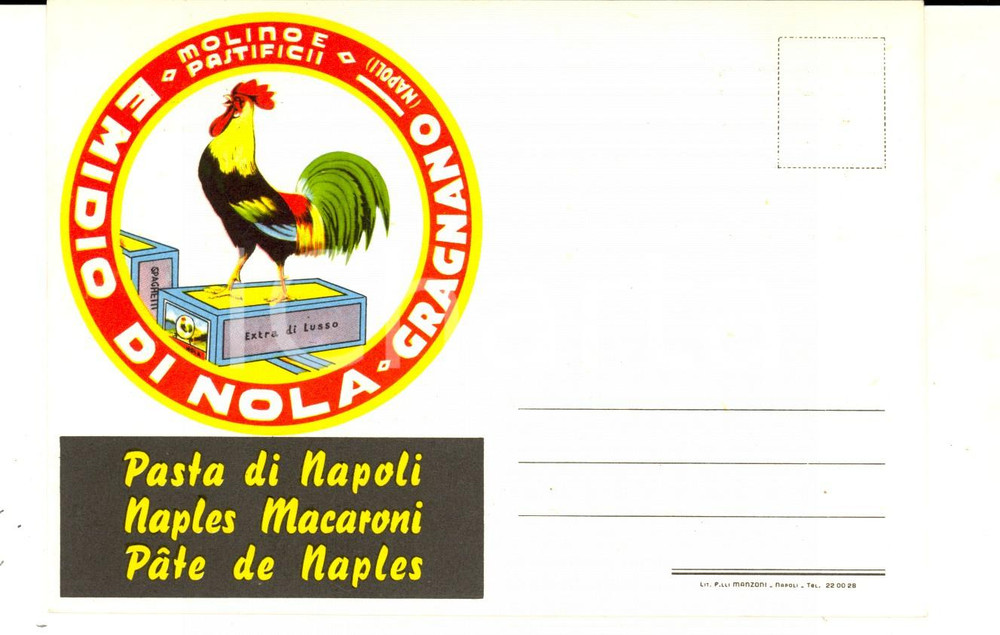 MOLINO E
PASTIFICII
EMIDIO DI NOLA - GRAGNANO
(NAPOLI)
SPAGHETTI
Extra di Lusso
NOLA
Pasta di Napoli
Naples Macaroni
Pâte de Naples
LIT. F.LLI MANZONI - NAPOLI - TEL. 22 00 28